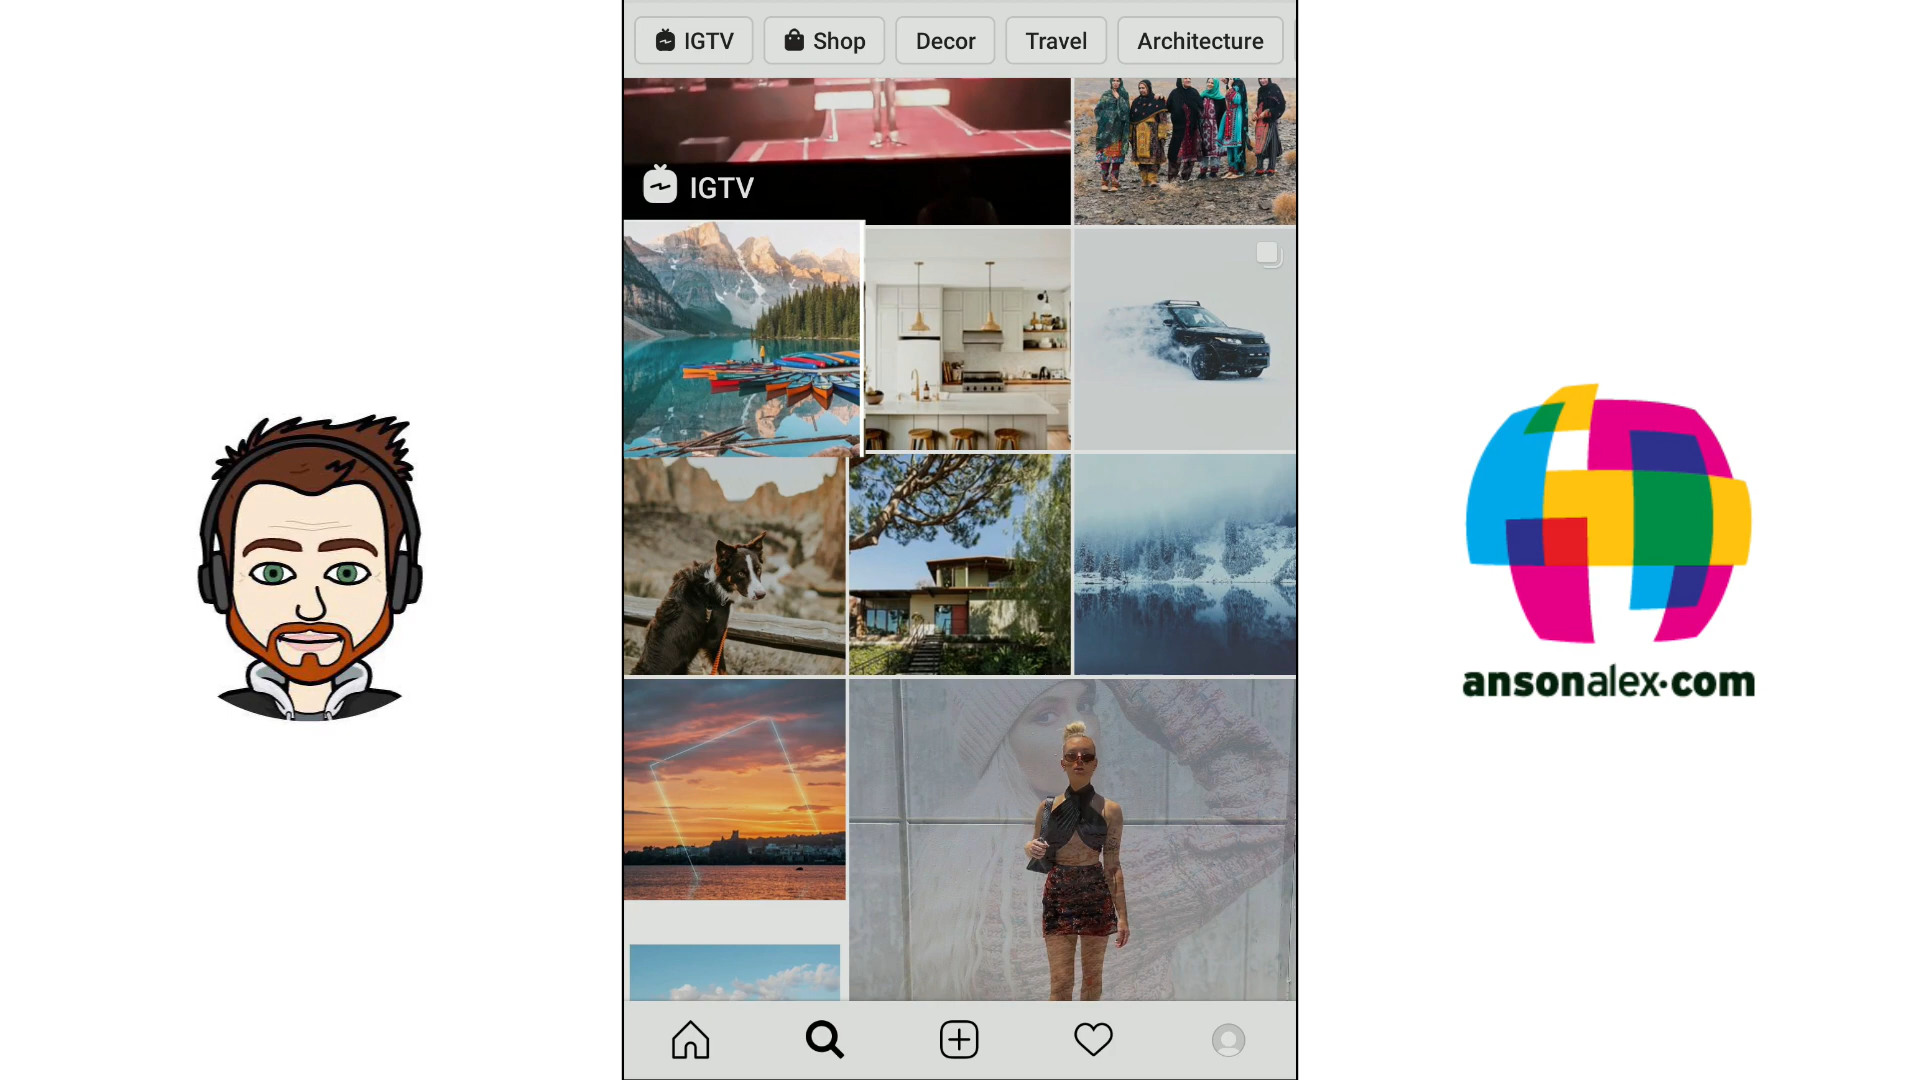 IGTV
Shop
Decor
Travel
Architecture
IGTV
ansonalex.com